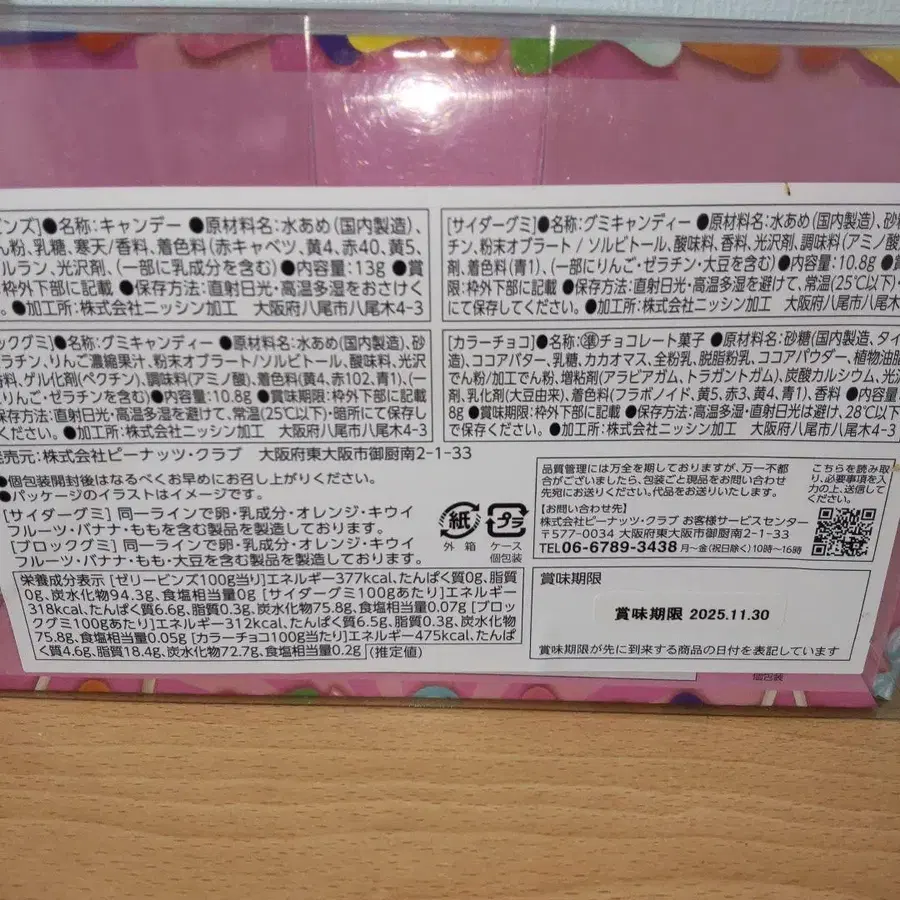 ンズ]●名称:キャンデー ●原材料名:水あめ(国内製造)、
ん粉、乳糖、寒天/香料、着色料(赤キャベツ、黄4、赤40、黄5、
ルラン、光沢剤、(一部に乳成分を含む) ●内容量:13g ●賞
枠外下部に記載 ●保存方法:直射日光・高温多湿をおさけく
。●加工所:株式会社ニッシン加工 大阪府八尾市八尾木4-3
ックグミ]●名称:グミキャンディー ●原材料名:水あめ(国内製造)、砂
ラチン、りんご濃縮果汁、粉末オブラート/ソルビトール、酸味料、光沢
香料、ゲル化剤(ペクチン)、調味料(アミノ酸)、着色料(黄4、赤102、青1)、(一
りんご・ゼラチンを含む)●内容量:10.8g ●賞味期限:枠外下部に記載
保存方法:直射日光・高温多湿を避けて、常温(25℃以下)・暗所にて保存し
ください。 ●加工所:株式会社ニッシン加工 大阪府八尾市八尾木4-3
[サイダーグミ]●名称:グミキャンディー ●原材料名:水あめ(国内製造)、砂糖
チン、粉末オブラート / ソルビトール、酸味料、香料、光沢剤、調味料(アミノ酸
剤、着色料(青1)、(一部にりんご・ゼラチン・大豆を含む) ●内容量:10.8g ●
限:枠外下部に記載 ●保存方法:直射日光・高温多湿を避けて、常温(25℃以下)・
にて保存してください。 ●加工所:株式会社ニッシン加工 大阪府八尾市八尾木
[カラーチョコ]●名称:準チョコレート菓子 ●原材料名:砂糖(国内製造、タイ
造)、ココアバター、乳糖、カカオマス、全粉乳、脱脂粉乳、ココアパウダー、植物油脂
でん粉/加工でん粉、増粘剤(アラビアガム、トラガントガム)、炭酸カルシウム、光沢
剤、乳化剤(大豆由来)、着色料(フラボノイド、黄5、赤3、黄4、青1)、香料 ●内容
8g ●賞味期限:枠外下部に記載 ●保存方法:高温多湿・直射日光は避け、28℃以下
てください。 ●加工所:株式会社ニッシン加工 大阪府八尾市八尾木4-3
発売元:株式会社ピーナッツ・クラブ 大阪府東大阪市御厨南2-1-33
●個包装開封後はなるべくお早めにお召し上がりください。
●パッケージのイラストはイメージです。
[サイダーグミ] 同一ラインで卵・乳成分・オレンジ・キウイ
フルーツ・バナナ・ももを含む製品を製造しております。
[ブロックグミ] 同一ラインで卵・乳成分・オレンジ・キウイ
フルーツ・バナナ・もも・大豆を含む製品を製造しております。
紙
外 箱
プラ
ケース
個包装
品質管理には万全を期しておりますが、万一不都
合がございましたら、包装ごと現品をお問い合わせ
先宛にお送りください。代品をお送りいたします。
【お問い合わせ先】
株式会社ピーナッツ・クラブ お客様サービスセンター
〒577-0034 大阪府東大阪市御厨南2-1-33
TEL06-6789-3438 月~金(祝日除く)10時~16時
こちらを読み取
り、必要事項を入
力の上、送信して
ください。
栄養成分表示 [ゼリービンズ100g当り]エネルギー377kcal、たんぱく質0g、脂質
0g、炭水化物94.3g、食塩相当量0g [サイダーグミ100gあたり]エネルギー
318kcal、たんぱく質6.6g、脂質0.3g、炭水化物75.8g、食塩相当量0.07g [ブロッ
クグミ100gあたり]エネルギー312kcal、たんぱく質6.5g、脂質0.3g、炭水化物
75.8g、食塩相当量0.05g [カラーチョコ100g当たり]エネルギー475kcal、たんぱ
く質4.6g、脂質18.4g、炭水化物72.7g、食塩相当量0.2g (推定値)
賞味期限
賞味期限 2025.11.30
賞味期限が先に到来する商品の日付を表記しています
個包装